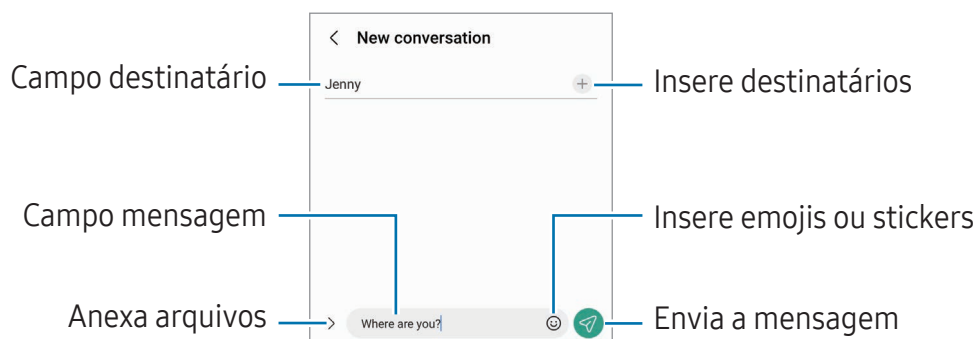 New conversation
Campo destinatário
Jenny
Insere destinatários
Campo mensagem
Insere emojis ou stickers
Anexa arquivos
Where are you?
Envia a mensagem